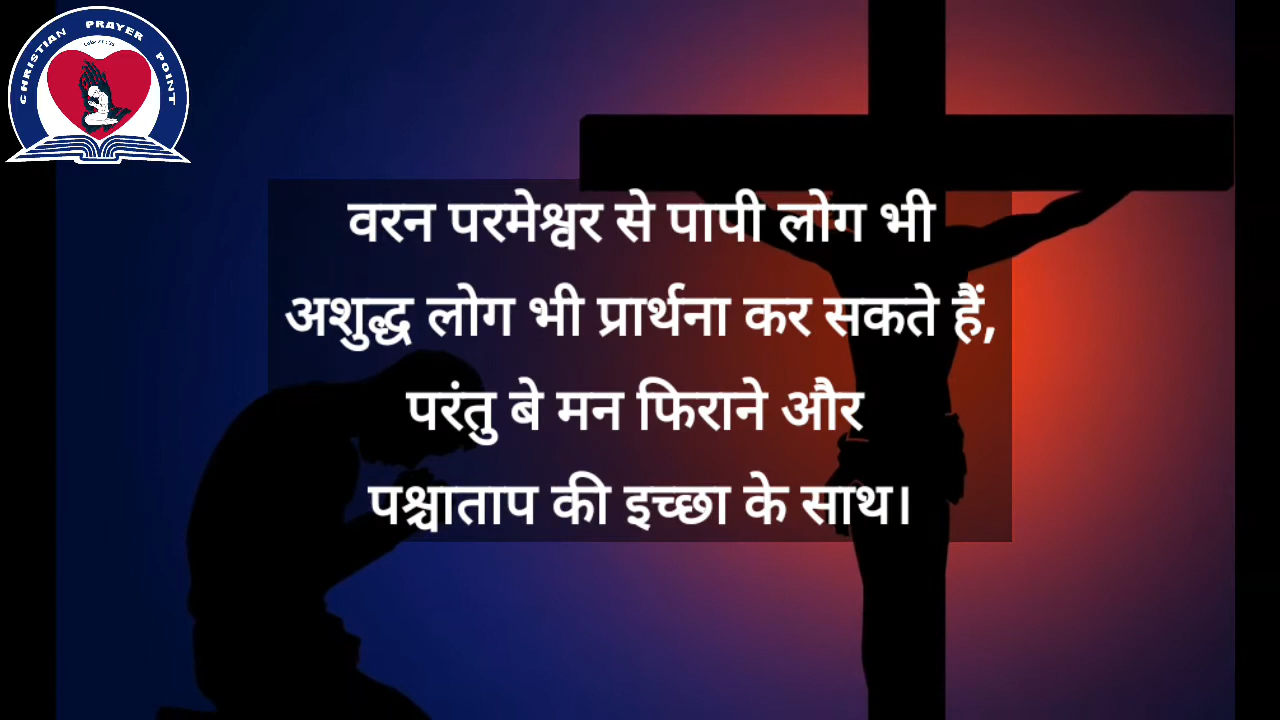 CHRISTIAN PRAYER POINT
वरन परमेश्वर से पापी लोग भी
अशुद्ध लोग भी प्रार्थना कर सकते हैं,
परंतु बे मन फिराने और
पश्चाताप की इच्छा के साथ।